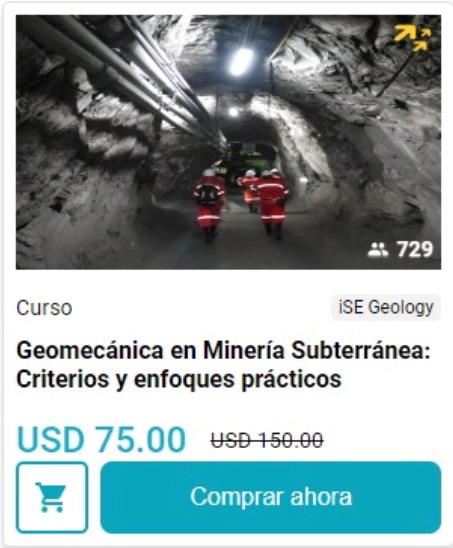 729
Curso
iSE Geology
Geomecánica en Minería Subterránea:
Criterios y enfoques prácticos
USD 75.00
USD 150.00
Comprar ahora